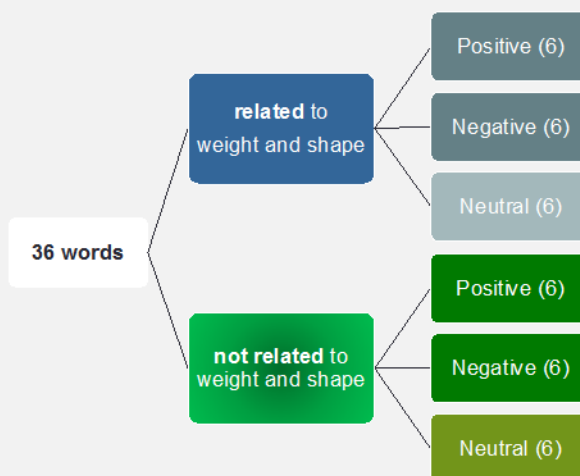 36 words
related to
weight and shape
Positive (6)
Negative (6)
Neutral (6)
not related to
weight and shape
Positive (6)
Negative (6)
Neutral (6)